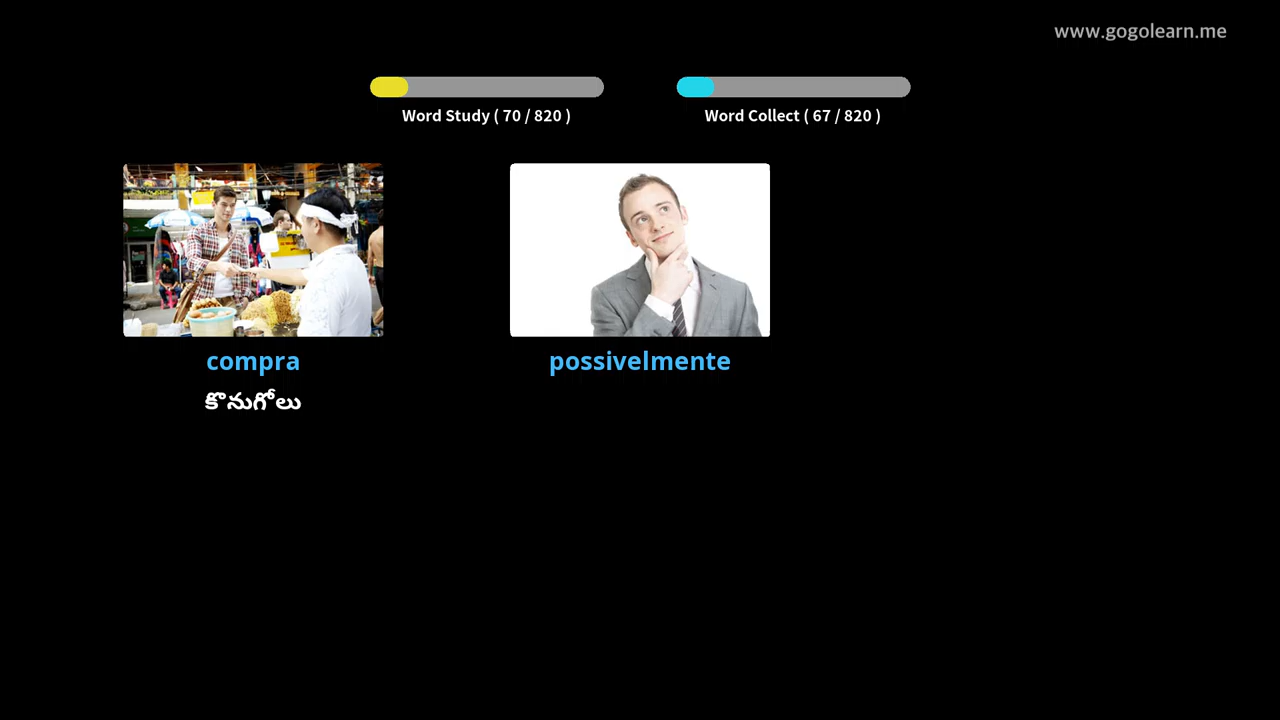 www.gogolearn.me
Word Study ( 70 / 820 )
Word Collect ( 67 / 820 )
compra
possivelmente
కొనుగోలు